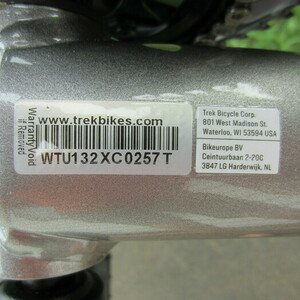 www.trekbikes.com
Warranty Void
If Removed
WTU132XC0257T
Trek Bicycle Corp.
801 West Madison St.
Waterloo, WI 53594 USA
Bikeurope BV
Ceintuurbaan 2-20C
3847 LG Harderwijk, NL